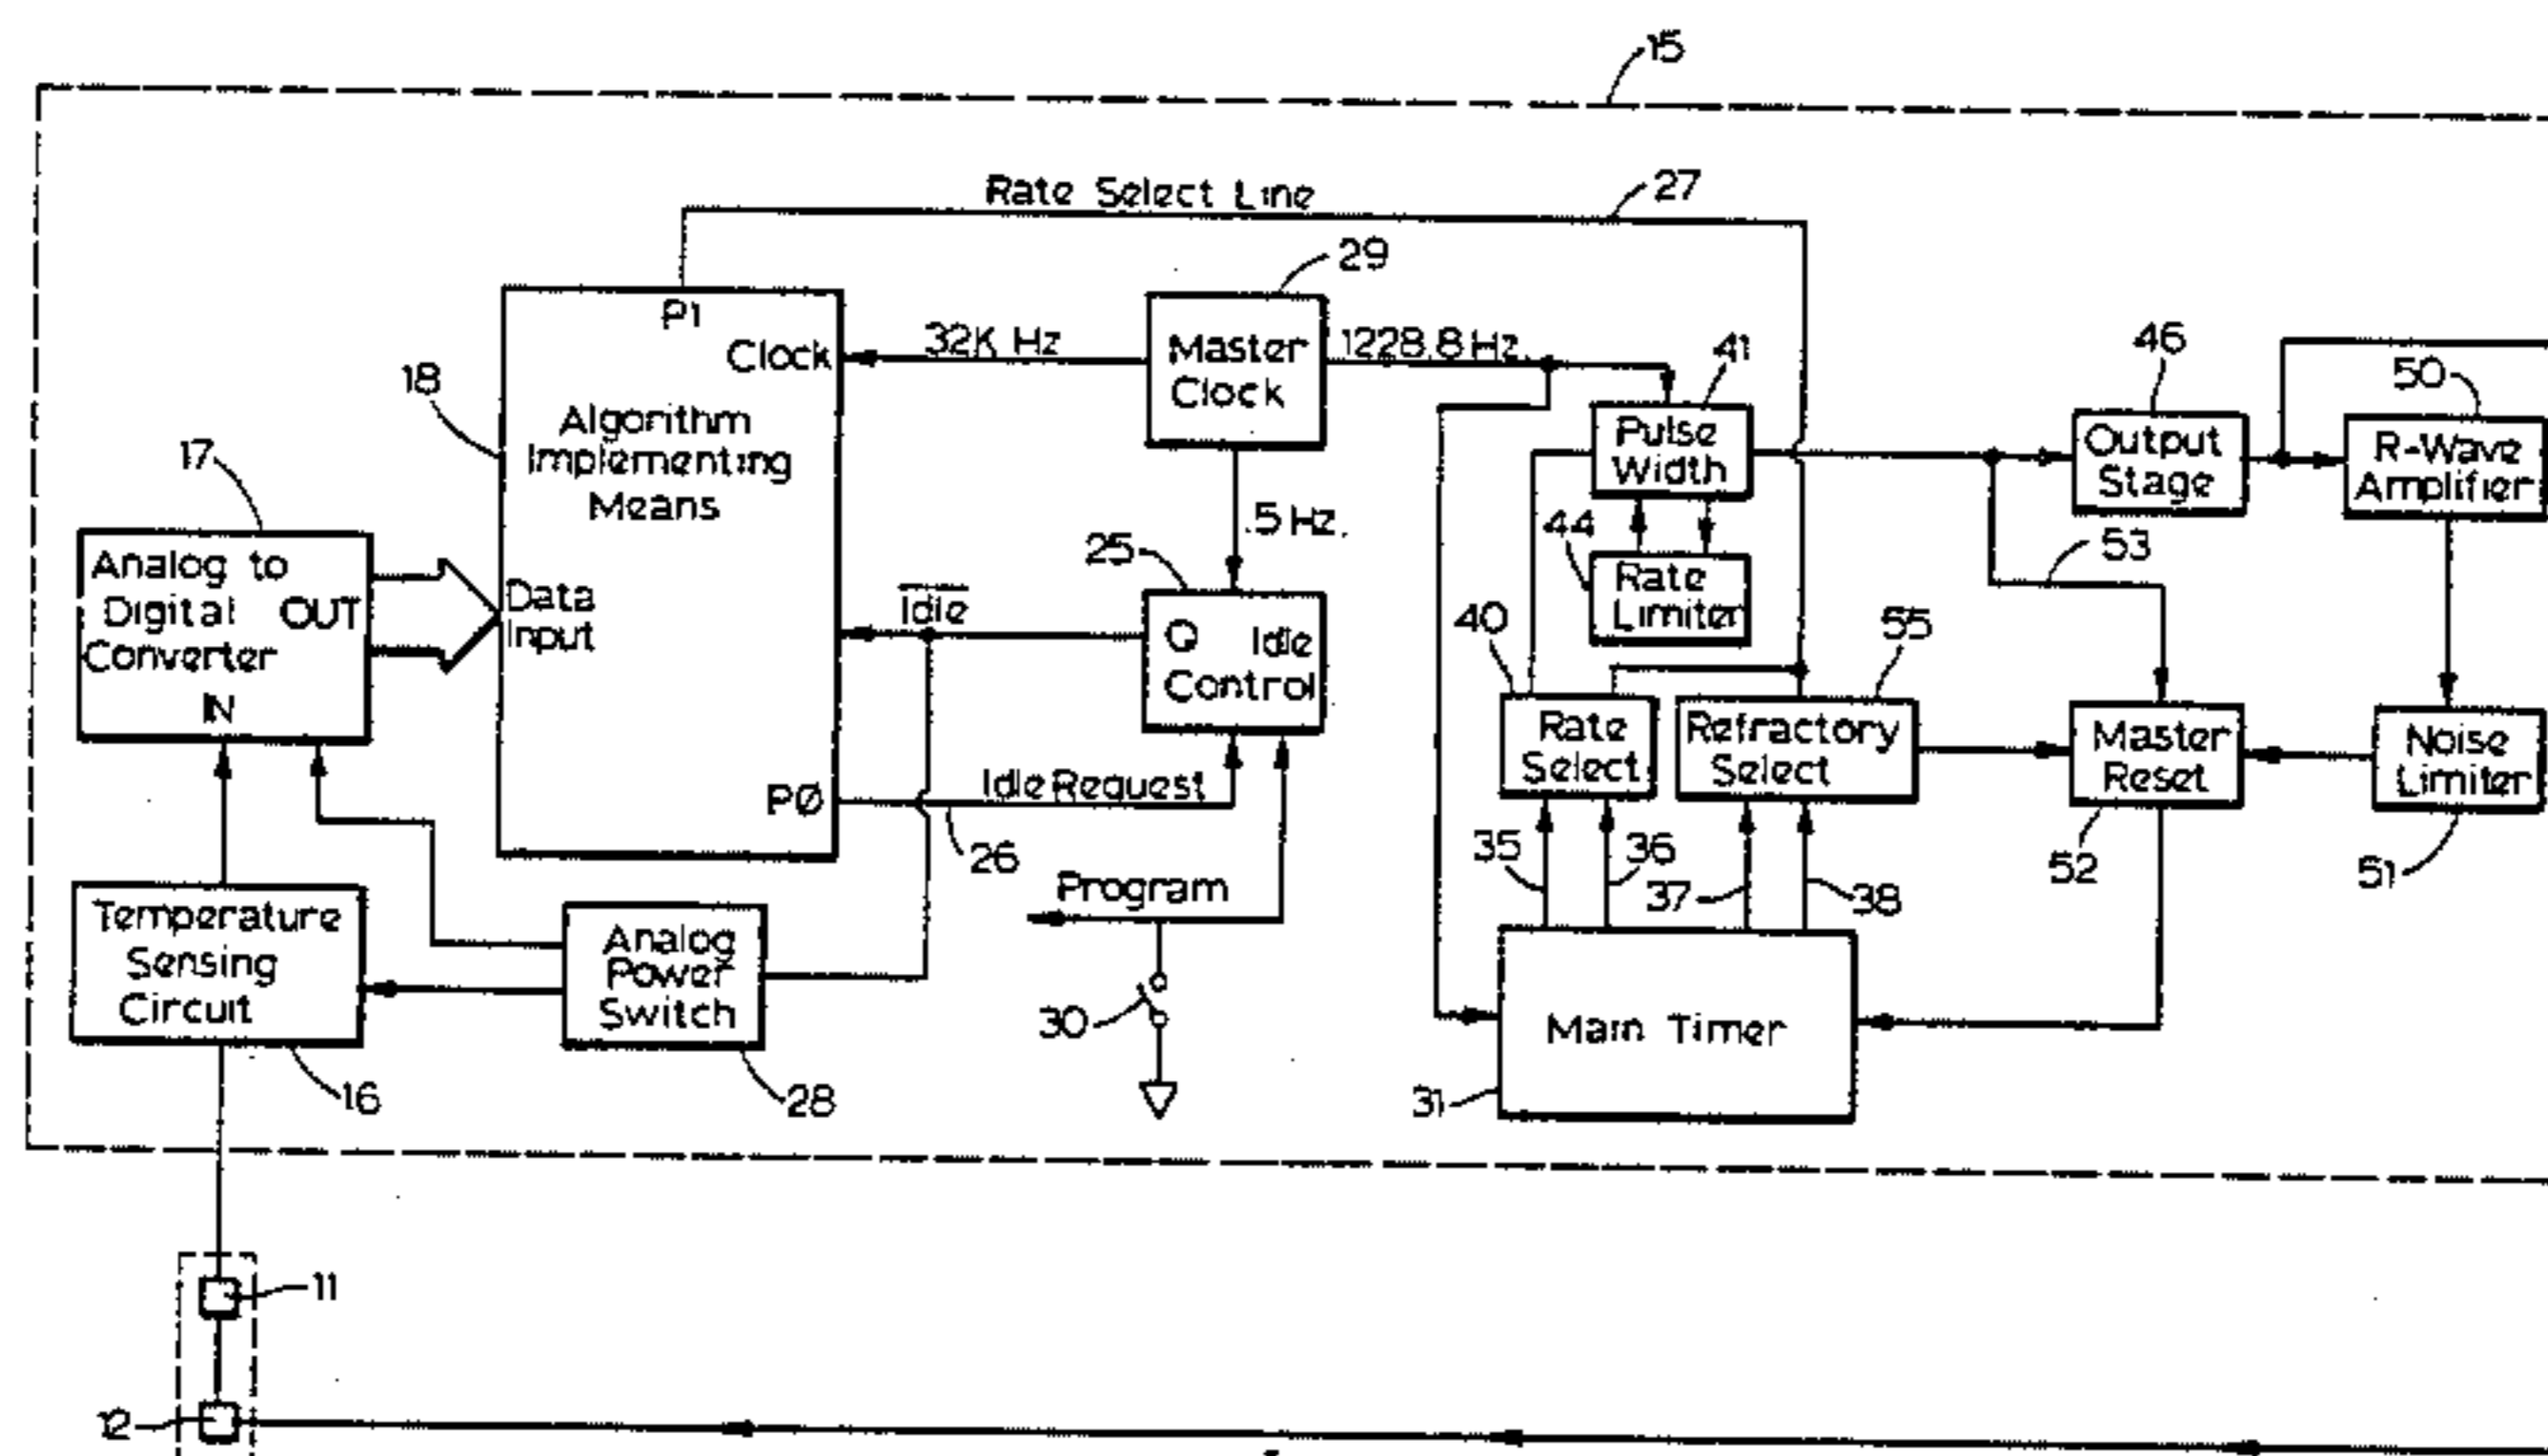 15
Rate Select Line
27
29
P1
Clock
32K Hz
Master
Clock
1228.8 Hz
41
46
50
18
Algorithm
Implementing
Means
Pulse
Width
Output
Stage
R-Wave
Amplifier
17
.5 Hz.
44
53
Analog to
Digital OUT
Converter
IN
Data
Input
Idle
25
Q Idle
Control
Rate
Limiter
40
55
Rate
Select
Refractory
Select
Master
Reset
Noise
Limiter
PØ
Idle Request
26
35
36
37
38
52
51
Program
Temperature
Sensing
Circuit
Analog
Power
Switch
30
Main Timer
31
16
28
11
12